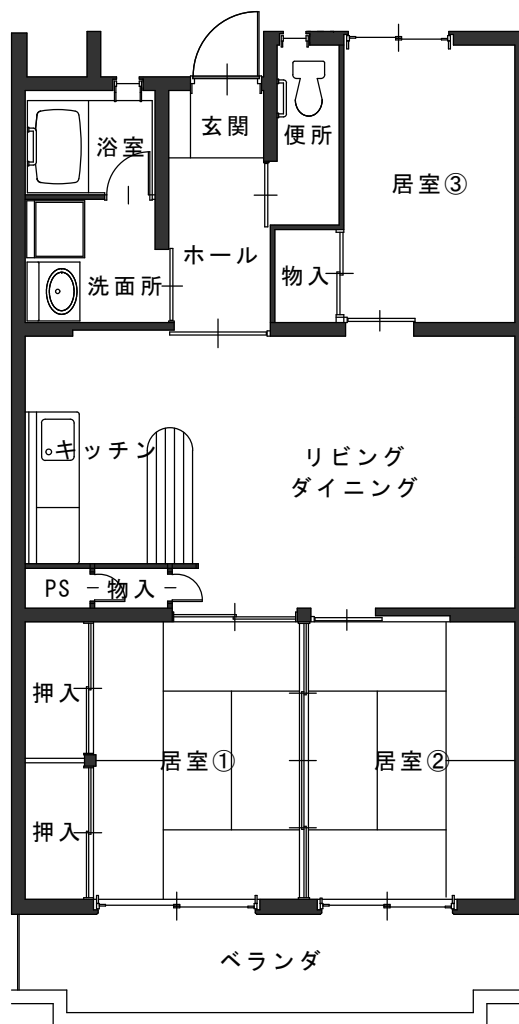 玄関
便所
浴室
居室③
ホール
物入
洗面所
キッチン
リビング
ダイニング
PS
物入
押入
居室①
居室②
押入
ベランダ